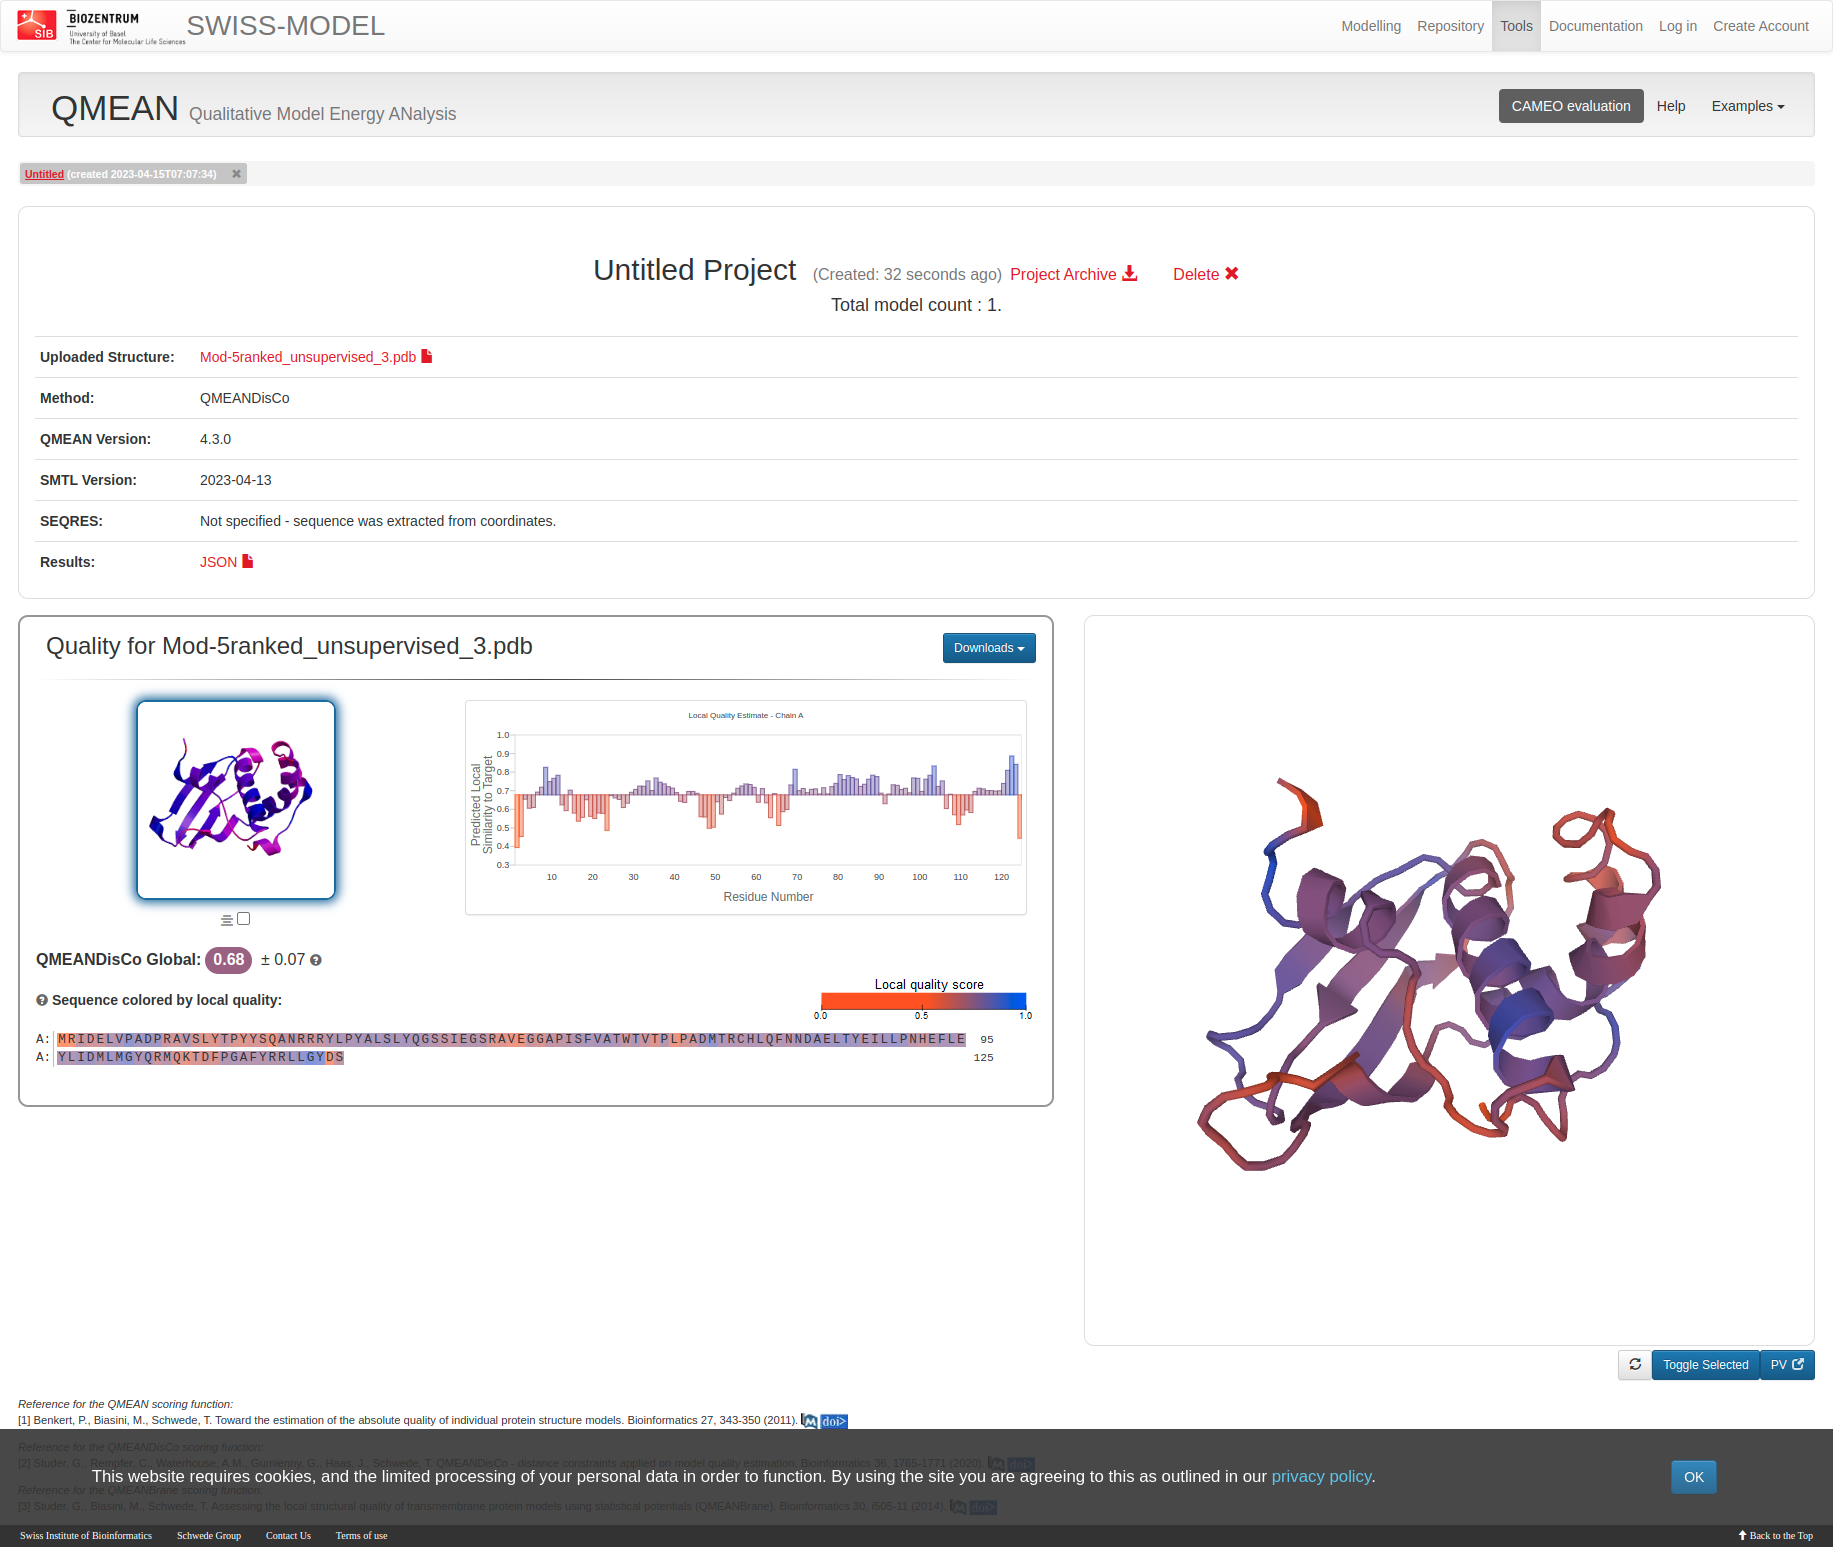 SIB
BIOZENTRUM
University of Basel
The Center for Molecular Life Sciences
SWISS-MODEL
Modelling Repository Tools Documentation Log in Create Account
QMEAN Qualitative Model Energy ANalysis
CAMEO evaluation Help Examples
Untitled (created 2023-04-15T07:07:34) ✖
Untitled Project (Created: 32 seconds ago) Project Archive Delete ✖
Total model count : 1.
Uploaded Structure: Mod-5ranked_unsupervised_3.pdb
Method: QMEANDisCo
QMEAN Version: 4.3.0
SMTL Version: 2023-04-13
SEQRES: Not specified - sequence was extracted from coordinates.
Results: JSON
Quality for Mod-5ranked_unsupervised_3.pdb
Downloads
Local Quality Estimate - Chain A
Predicted Local
Similarity to Target
1.0
0.9
0.8
0.7
0.6
0.5
0.4
0.3
10 20 30 40 50 60 70 80 90 100 110 120
Residue Number
QMEANDisCo Global: 0.68 ± 0.07
Sequence colored by local quality:
Local quality score
0.0 0.5 1.0
A: MRIDELVPADPRAVSLYTPYYSQANRRRYLPYALSLYQGSSIEGSRAVEGGAPISFVATWTVTPLPADMTRCHLQFNNDAELTYEILLPNHEFLE 95
A: YLIDMLMGYQRMQKTDFPGAFYRRLLGYDS 125
Toggle Selected PV
Reference for the QMEAN scoring function:
[1] Benkert, P., Biasini, M., Schwede, T. Toward the estimation of the absolute quality of individual protein structure models. Bioinformatics 27, 343-350 (2011). doi>
Reference for the QMEANDisCo scoring function:
[2] Studer, G., Rempfer, C., Waterhouse, A.M., Gumienny, G., Haas, J., Schwede, T. QMEANDisCo - distance constraints applied on model quality estimation. Bioinformatics 36, 1765-1771 (2020). doi>
This website requires cookies, and the limited processing of your personal data in order to function. By using the site you are agreeing to this as outlined in our privacy policy.
OK
Reference for the QMEANBrane scoring function:
[3] Studer, G., Biasini, M., Schwede, T. Assessing the local structural quality of transmembrane protein models using statistical potentials (QMEANBrane). Bioinformatics 30, i505-11 (2014). doi>
Swiss Institute of Bioinformatics Schwede Group Contact Us Terms of use
Back to the Top